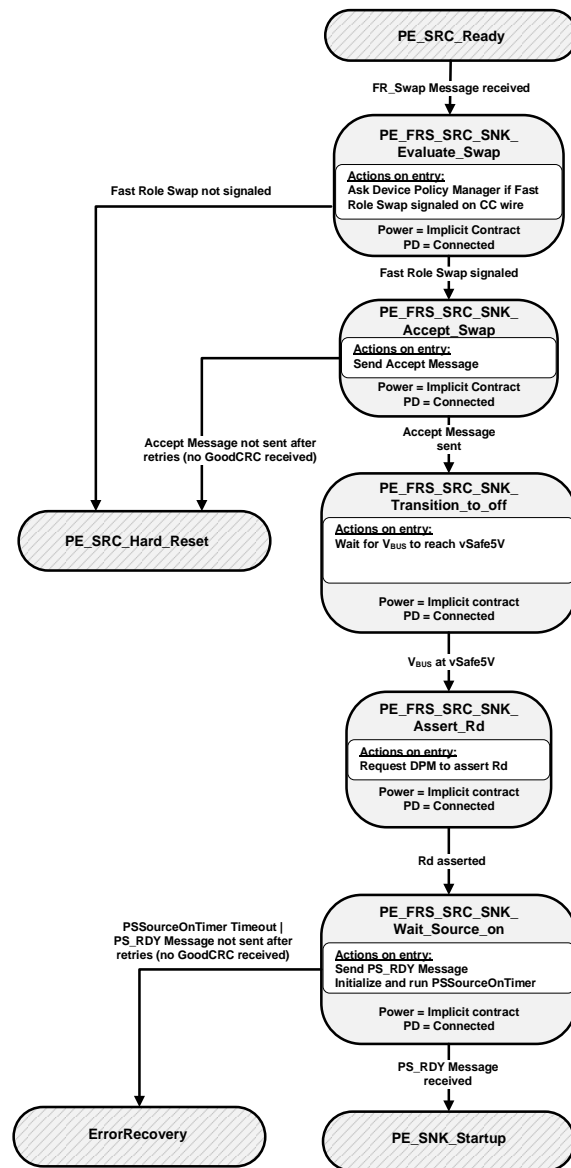 PE_SRC_Ready
FR_Swap Message received
PE_FRS_SRC_SNK_
Evaluate_Swap
Actions on entry:
Ask Device Policy Manager if Fast
Role Swap signaled on CC wire
Power = Implicit Contract
PD = Connected
Fast Role Swap not signaled
Fast Role Swap signaled
PE_FRS_SRC_SNK_
Accept_Swap
Actions on entry:
Send Accept Message
Power = Implicit Contract
PD = Connected
Accept Message not sent after
retries (no GoodCRC received)
Accept Message
sent
PE_SRC_Hard_Reset
PE_FRS_SRC_SNK_
Transition_to_off
Actions on entry:
Wait for VBUS to reach vSafe5V
Power = Implicit contract
PD = Connected
VBUS at vSafe5V
PE_FRS_SRC_SNK_
Assert_Rd
Actions on entry:
Request DPM to assert Rd
Power = Implicit contract
PD = Connected
Rd asserted
PSSourceOnTimer Timeout |
PS_RDY Message not sent after
retries (no GoodCRC received)
PE_FRS_SRC_SNK_
Wait_Source_on
Actions on entry:
Send PS_RDY Message
Initialize and run PSSourceOnTimer
Power = Implicit contract
PD = Connected
PS_RDY Message
received
ErrorRecovery
PE_SNK_Startup